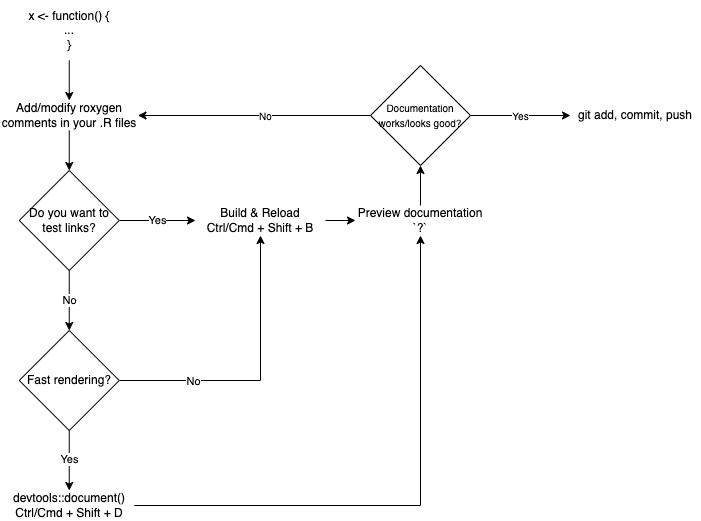 x <- function() {
...
}
Add/modify roxygen
comments in your .R files
No
Documentation
works/looks good?
Yes
git add, commit, push
Do you want to
test links?
Yes
Build & Reload
Ctrl/Cmd + Shift + B
Preview documentation
`?`
No
Fast rendering?
No
Yes
devtools::document()
Ctrl/Cmd + Shift + D